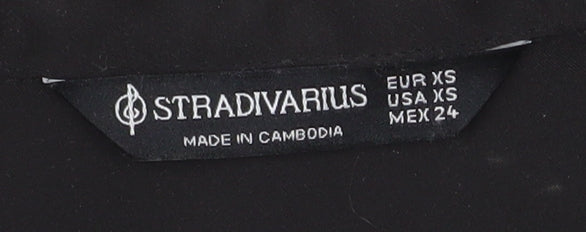 STRADIVARIUS
MADE IN CAMBODIA
EUR XS
USA XS
MEX 24